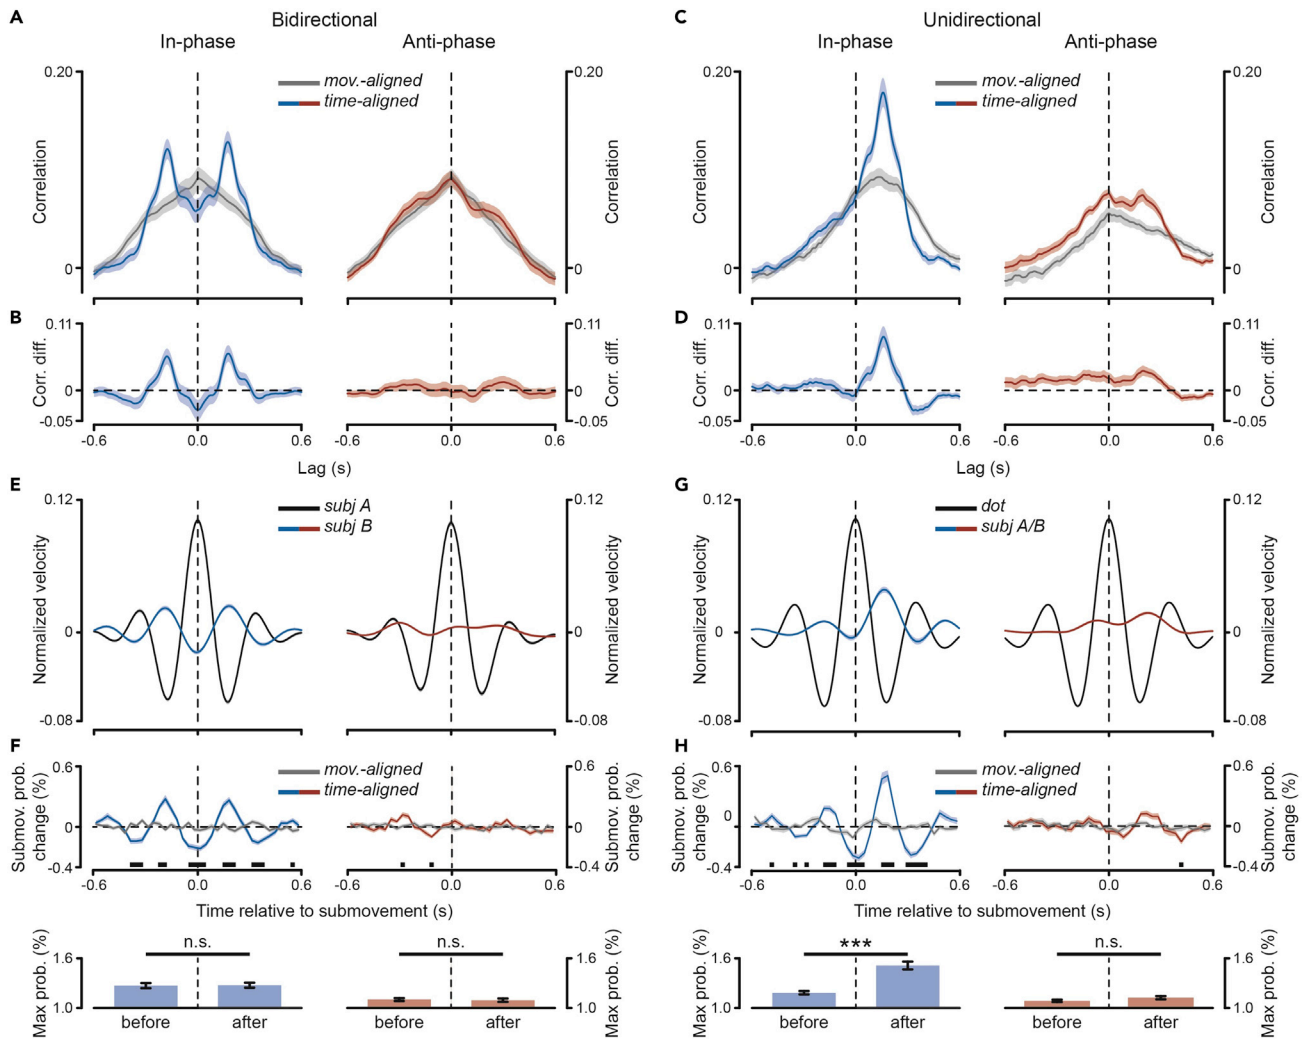 A
Bidirectional
In-phase
Anti-phase
mov.-aligned
time-aligned
0.20
0
Correlation
0.20
0
Correlation
B
0.11
0
-0.05
Corr. diff.
0.11
0
-0.05
Corr. diff.
-0.6
0.0
0.6
0.0
Lag (s)
C
Unidirectional
In-phase
Anti-phase
mov.-aligned
time-aligned
0.20
0
Correlation
0.20
0
Correlation
D
0.11
0
-0.05
Corr. diff.
0.11
0
-0.05
Corr. diff.
-0.6
0.0
0.6
0.0
0.6
Lag (s)
E
subj A
subj B
0.12
0
-0.08
Normalized velocity
0.12
0
-0.08
Normalized velocity
F
mov.-aligned
time-aligned
0.6
0
-0.4
Submov. prob.
change (%)
0.6
0
-0.4
Submov. prob.
change (%)
-0.6
0.0
0.6
0.0
0.6
Time relative to submovement (s)
n.s.
n.s.
1.6
1.0
Max prob. (%)
1.6
1.0
Max prob. (%)
before
after
before
after
G
dot
subj A/B
0.12
0
-0.08
Normalized velocity
0.12
0
-0.08
Normalized velocity
H
mov.-aligned
time-aligned
0.6
0
-0.4
Submov. prob.
change (%)
0.6
0
-0.4
Submov. prob.
change (%)
-0.6
0.0
0.6
0.0
0.6
Time relative to submovement (s)
***
n.s.
1.6
1.0
Max prob. (%)
1.6
1.0
Max prob. (%)
before
after
before
after